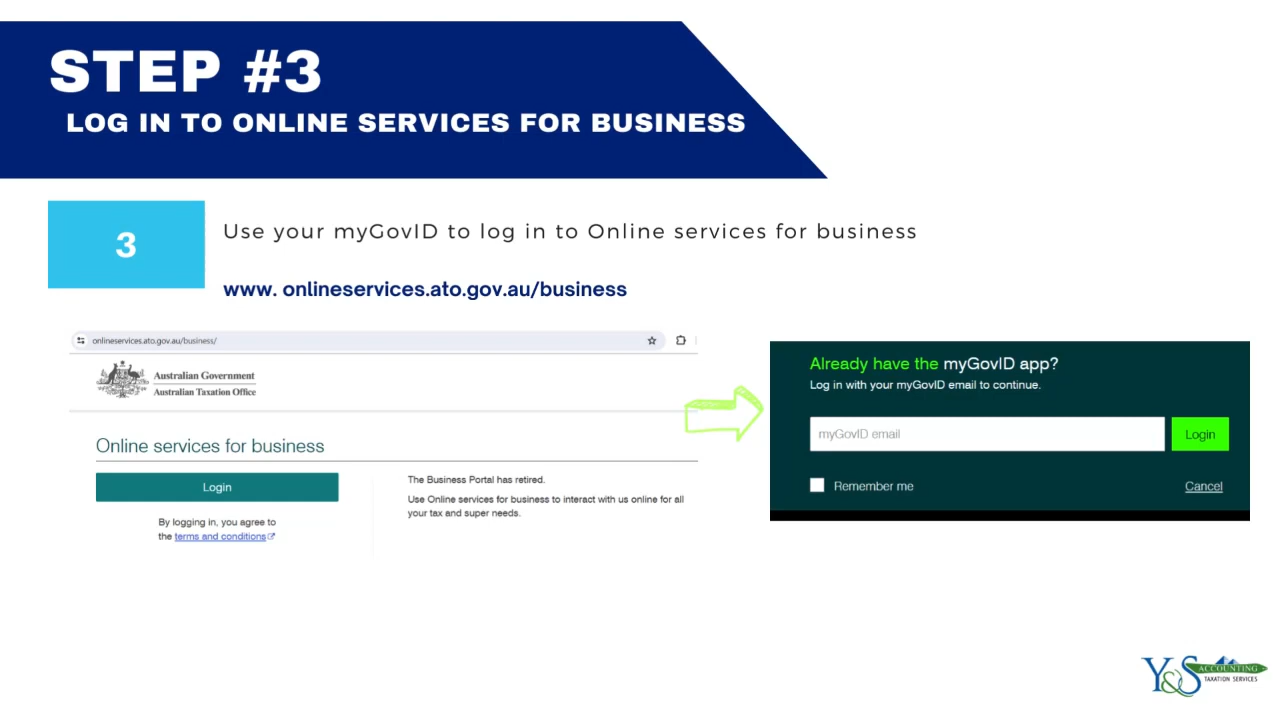 STEP #3
LOG IN TO ONLINE SERVICES FOR BUSINESS
3
Use your myGovID to log in to Online services for business
www. onlineservices.ato.gov.au/business
onlineservices.ato.gov.au/business/
Australian Government
Australian Taxation Office
Online services for business
Login
By logging in, you agree to
the terms and conditions
The Business Portal has retired.
Use Online services for business to interact with us online for all
your tax and super needs.
Already have the myGovID app?
Log in with your myGovID email to continue.
myGovID email
Login
Remember me
Cancel
Y&S ACCOUNTING
TAXATION SERVICES